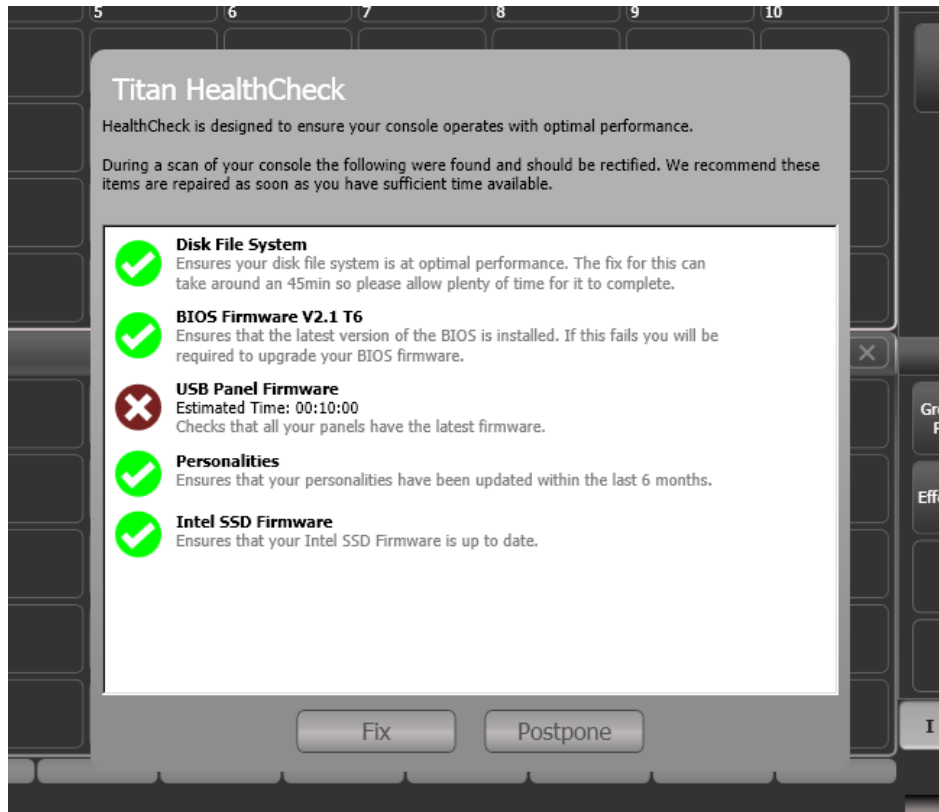 5 6 7 8 9 10
Titan HealthCheck
HealthCheck is designed to ensure your console operates with optimal performance.
During a scan of your console the following were found and should be rectified. We recommend these
items are repaired as soon as you have sufficient time available.
Disk File System
Ensures your disk file system is at optimal performance. The fix for this can
take around an 45min so please allow plenty of time for it to complete.
BIOS Firmware V2.1 T6
Ensures that the latest version of the BIOS is installed. If this fails you will be
required to upgrade your BIOS firmware.
USB Panel Firmware
Estimated Time: 00:10:00
Checks that all your panels have the latest firmware.
Personalities
Ensures that your personalities have been updated within the last 6 months.
Intel SSD Firmware
Ensures that your Intel SSD Firmware is up to date.
Fix
Postpone